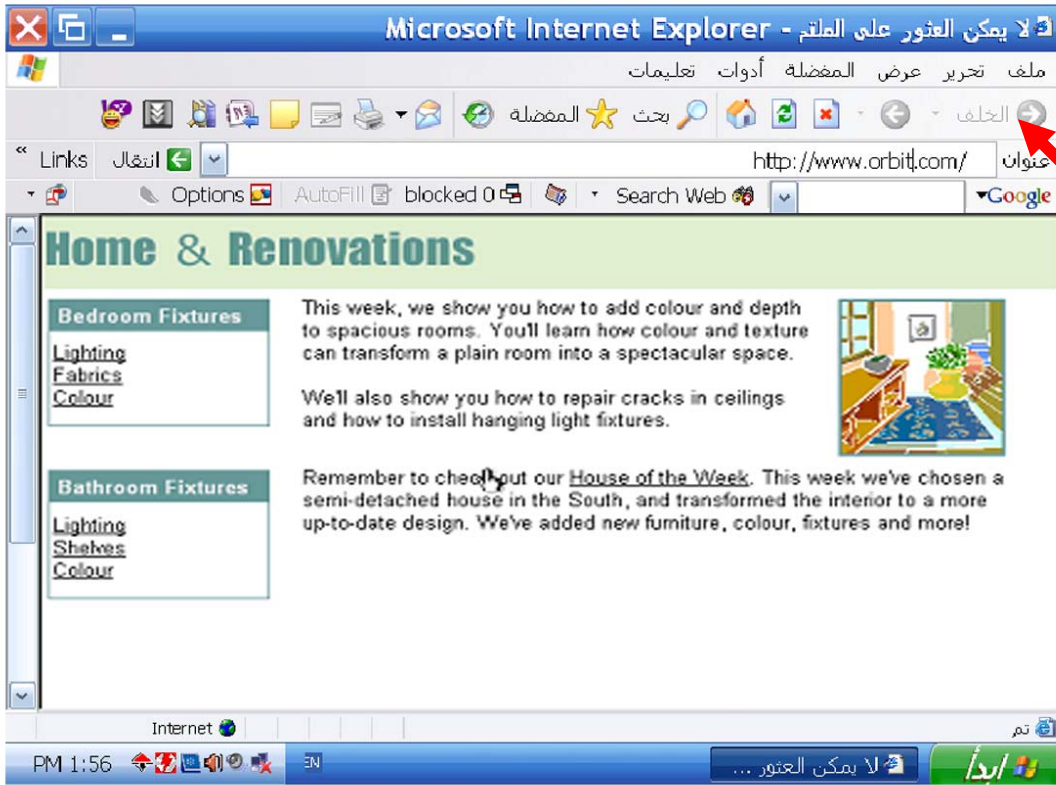 لا يمكن العثور على الملتم - Microsoft Internet Explorer
ملف تحرير عرض المفضلة أدوات تعليمات
الخلف بحث المفضلة
عنوان http://www.orbit.com/ انتقال Links
Google Search Web blocked 0 AutoFill Options
Home & Renovations
Bedroom Fixtures
Lighting
Fabrics
Colour
This week, we show you how to add colour and depth
to spacious rooms. You'll learn how colour and texture
can transform a plain room into a spectacular space.
We'll also show you how to repair cracks in ceilings
and how to install hanging light fixtures.
Bathroom Fixtures
Lighting
Shelves
Colour
Remember to check out our House of the Week. This week we've chosen a
semi-detached house in the South, and transformed the interior to a more
up-to-date design. We've added new furniture, colour, fixtures and more!
تم
Internet
ابدأ
لا يمكن العثور ...
EN
PM 1:56